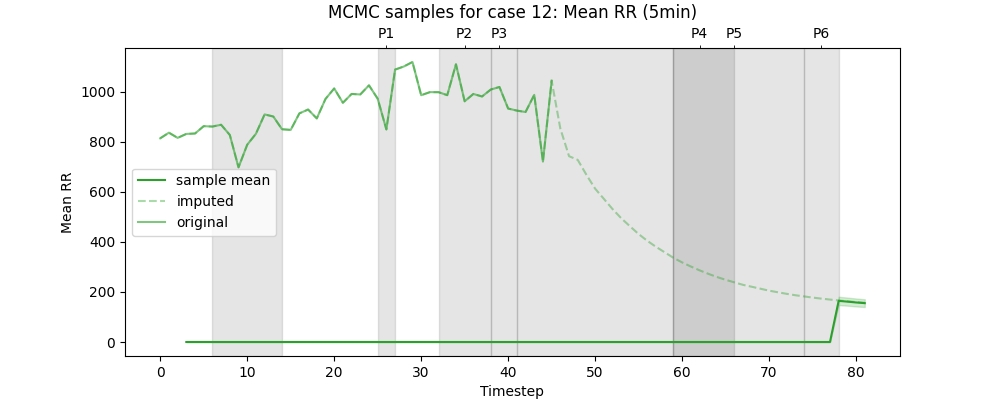 MCMC samples for case 12: Mean RR (5min)
P1 P2 P3 P4 P5 P6
1000
800
600
400
200
0
Mean RR
sample mean
imputed
original
0 10 20 30 40 50 60 70 80
Timestep